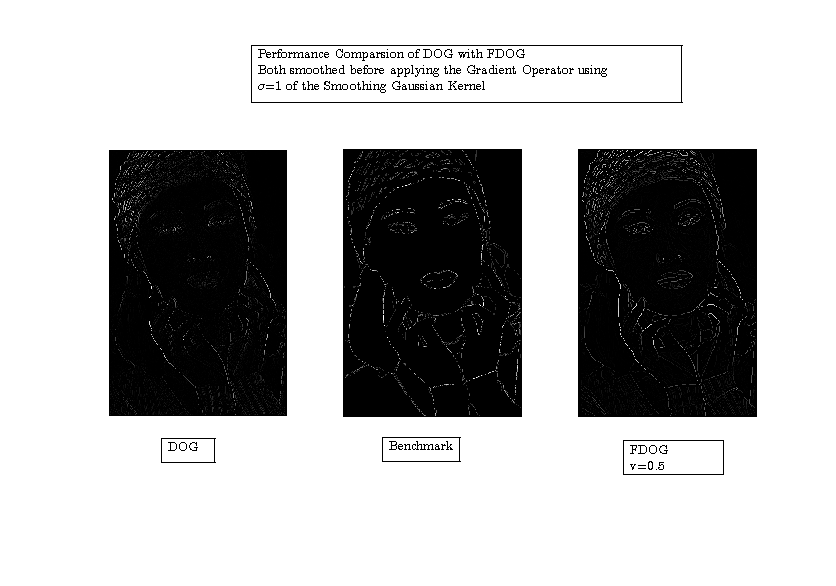 Performance Comparsion of DOG with FDOG
Both smoothed before applying the Gradient Operator using
σ=1 of the Smoothing Gaussian Kernel
DOG
Benchmark
FDOG
v=0.5